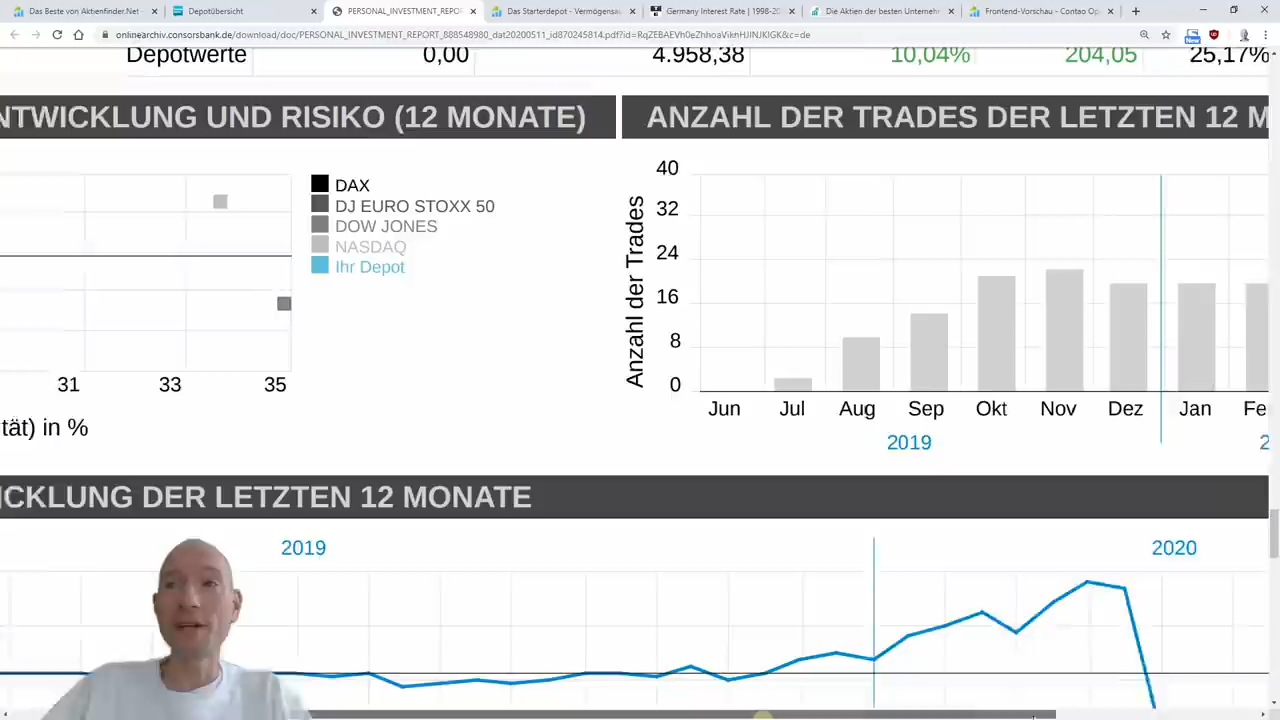 Das Beste von Aktienfinder.Net -
Depotübersicht
PERSONAL_INVESTMENT_REPO
Das Starterdepot - Vermögensau
Germany Interest Rate | 1998-20
Die Aktien der besten Unterneh
Frontend-Vorschau - Contao Op
onlinearchiv.consorsbank.de/download/doc/PERSONAL_INVESTMENT_REPORT_888548980_dat20200511_id870245814.pdf?id=RqZEBAEVh0eZhhoaViknHJINJKIGK&c=de
Depotwerte 0,00 4.958,38 10,04% 204,05 25,17%
NTWICKLUNG UND RISIKO (12 MONATE)
ANZAHL DER TRADES DER LETZTEN 12 M
DAX
DJ EURO STOXX 50
DOW JONES
NASDAQ
Ihr Depot
31 33 35
tät) in %
Anzahl der Trades
40
32
24
16
8
0
Jun Jul Aug Sep Okt Nov Dez Jan Fe
2019 2
ICKLUNG DER LETZTEN 12 MONATE
2019 2020